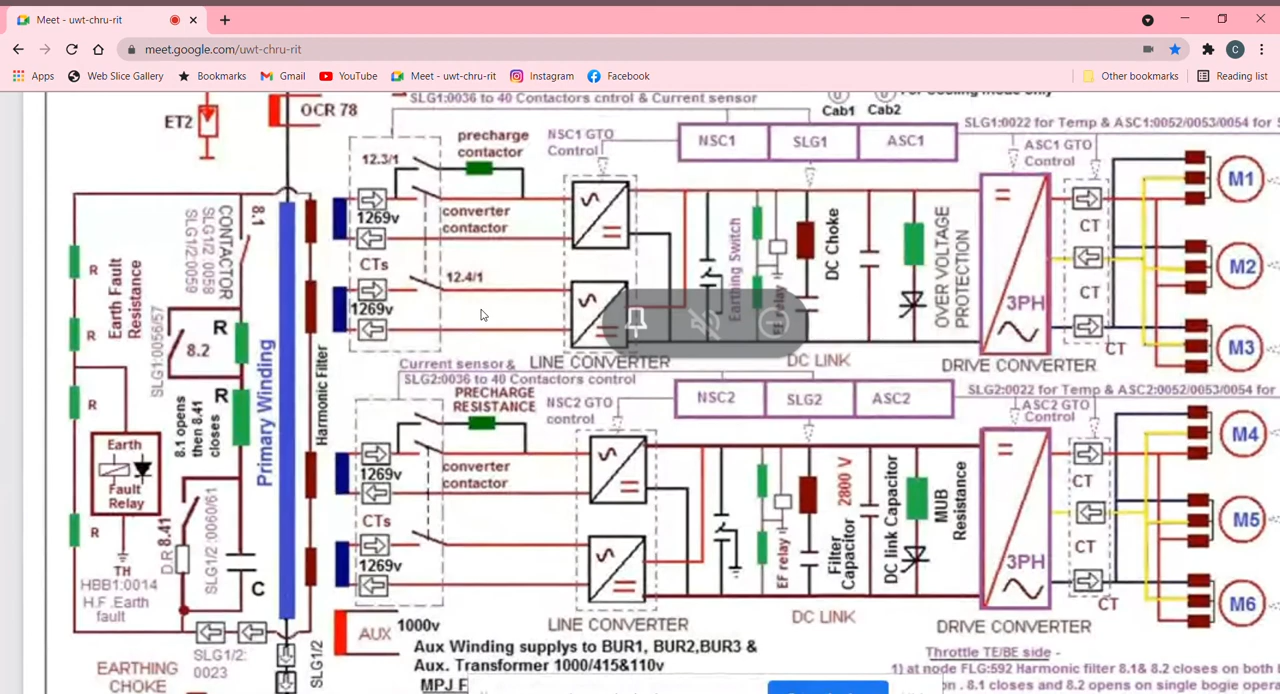 Meet - uwt-chru-rit
meet.google.com/uwt-chru-rit
C
Apps
Web Slice Gallery
Bookmarks
Gmail
YouTube
Meet - uwt-chru-rit
Instagram
Facebook
Other bookmarks
Reading list
ET2
OCR 78
SLG1:0036 to 40 Contactors cntrol & Current sensor
Cab1 Cab2
precharge
contactor
NSC1 GTO
Control
NSC1
SLG1
ASC1
SLG1:0022 for Temp & ASC1:0052/0053/0054 for
ASC1 GTO
Control
12.3/1
1269v
converter
contactor
CTs
12.4/1
1269v
LINE CONVERTER
Earthing Switch
EF relay
DC Choke
OVER VOLTAGE
PROTECTION
DC LINK
3PH
DRIVE CONVERTER
CT
CT
CT
M1
M2
M3
R
R
R
R
Earth Fault
Resistance
CONTACTOR
SLG1/2 :0058
SLG1/2:0059
8.1
SLG1:0056/57
R
8.2
R
8.1 opens
then 8.41
closes
Primary Winding
Harmonic Filter
Earth
Fault
Relay
TH
HBB1:0014
H.F .Earth
fault
D R 8.41
SLG1/2 :0060/61
C
SLG1/2:
0023
EARTHING
CHOKE
SLG1/2
Current sensor&
SLG2:0036 to 40 Contactors control
PRECHARGE
RESISTANCE
NSC2 GTO
control
NSC2
SLG2
ASC2
SLG2:0022 for Temp & ASC2:0052/0053/0054 for
ASC2 GTO
Control
1269v
converter
contactor
CTs
1269v
LINE CONVERTER
EF relay
2800 V
Filter
Capacitor
DC link Capacitor
MUB
Resistance
DC LINK
3PH
DRIVE CONVERTER
CT
CT
CT
M4
M5
M6
AUX
1000v
Aux Winding supplys to BUR1, BUR2,BUR3 &
Aux. Transformer 1000/415&110v
MPJ F
Throttle TE/BE side -
1) at node FLG:592 Harmonic filter 8.1& 8.2 closes on both
on . 8.1 closes and 8.2 opens on single bogie